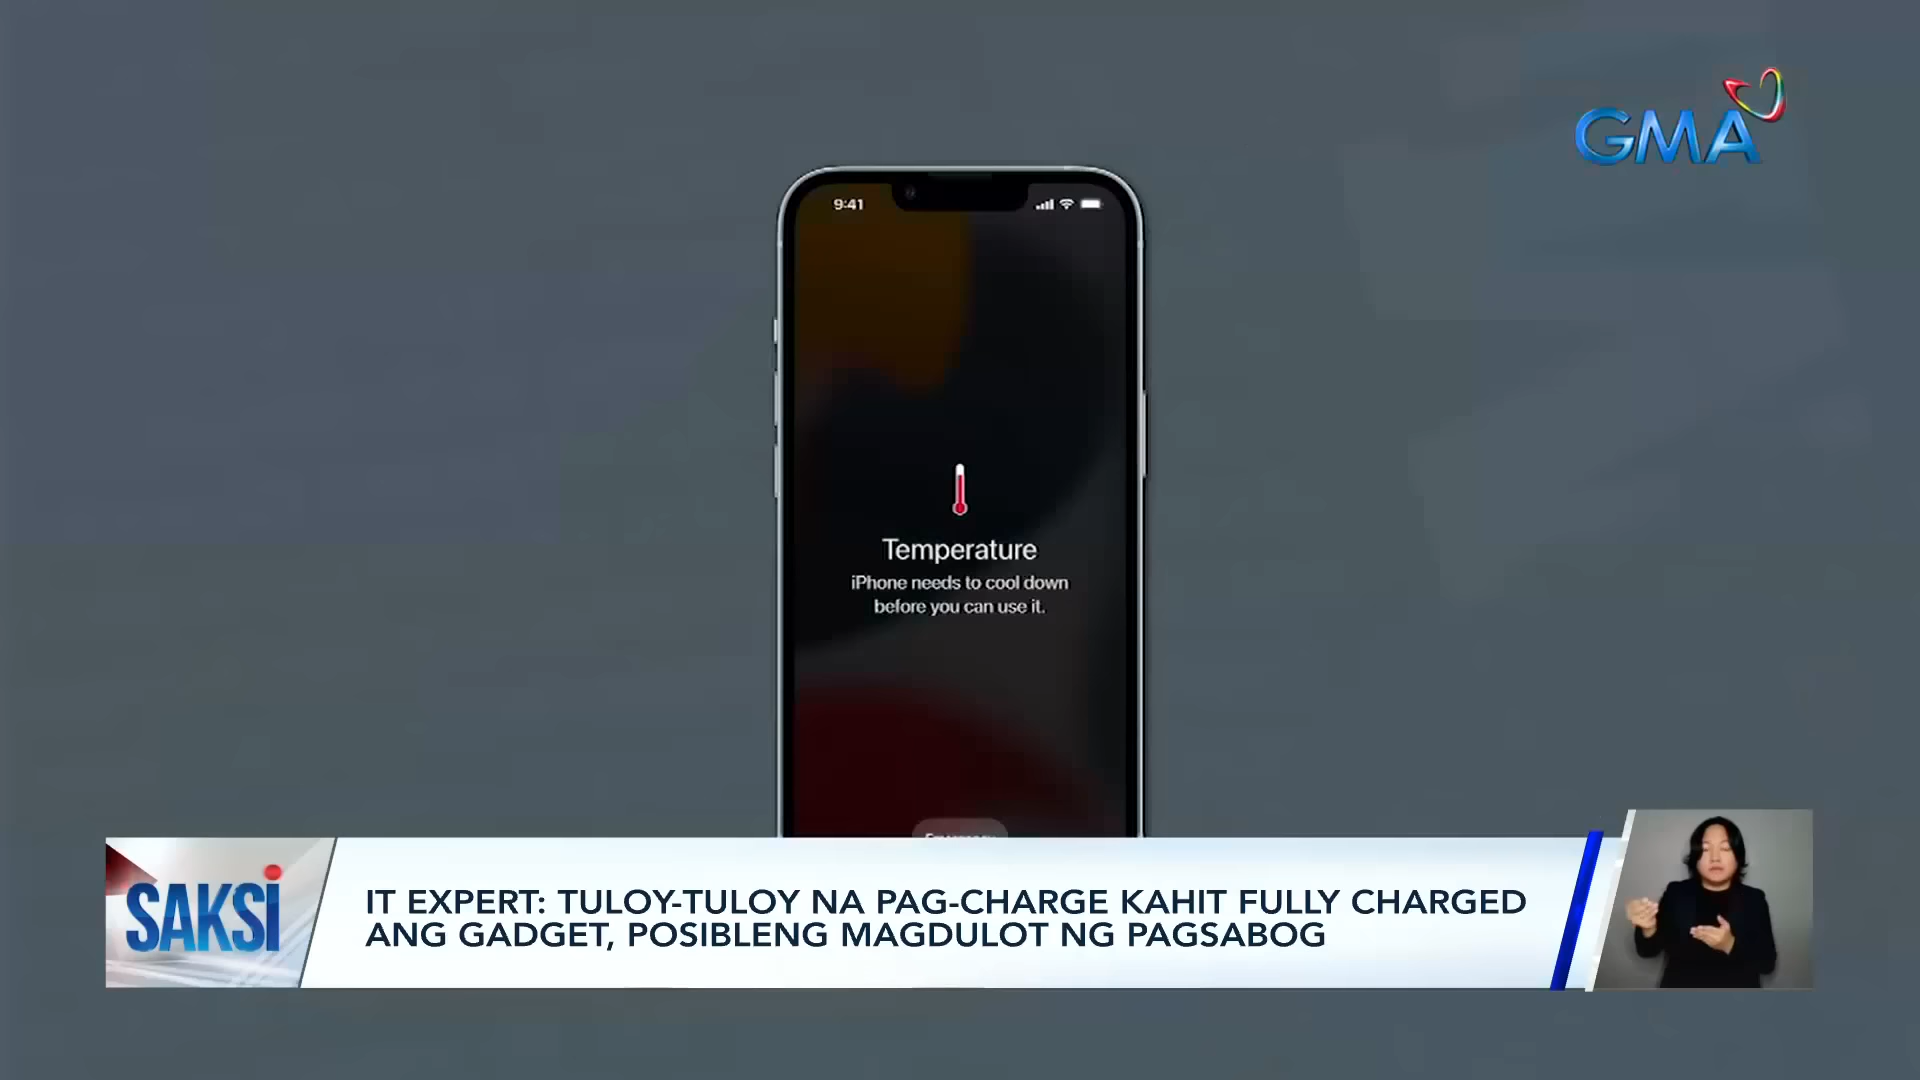 GMA
9:41
Temperature
iPhone needs to cool down
before you can use it.
SAKSI
IT EXPERT: TULOY-TULOY NA PAG-CHARGE KAHIT FULLY CHARGED
ANG GADGET, POSIBLENG MAGDULOT NG PAGSABOG